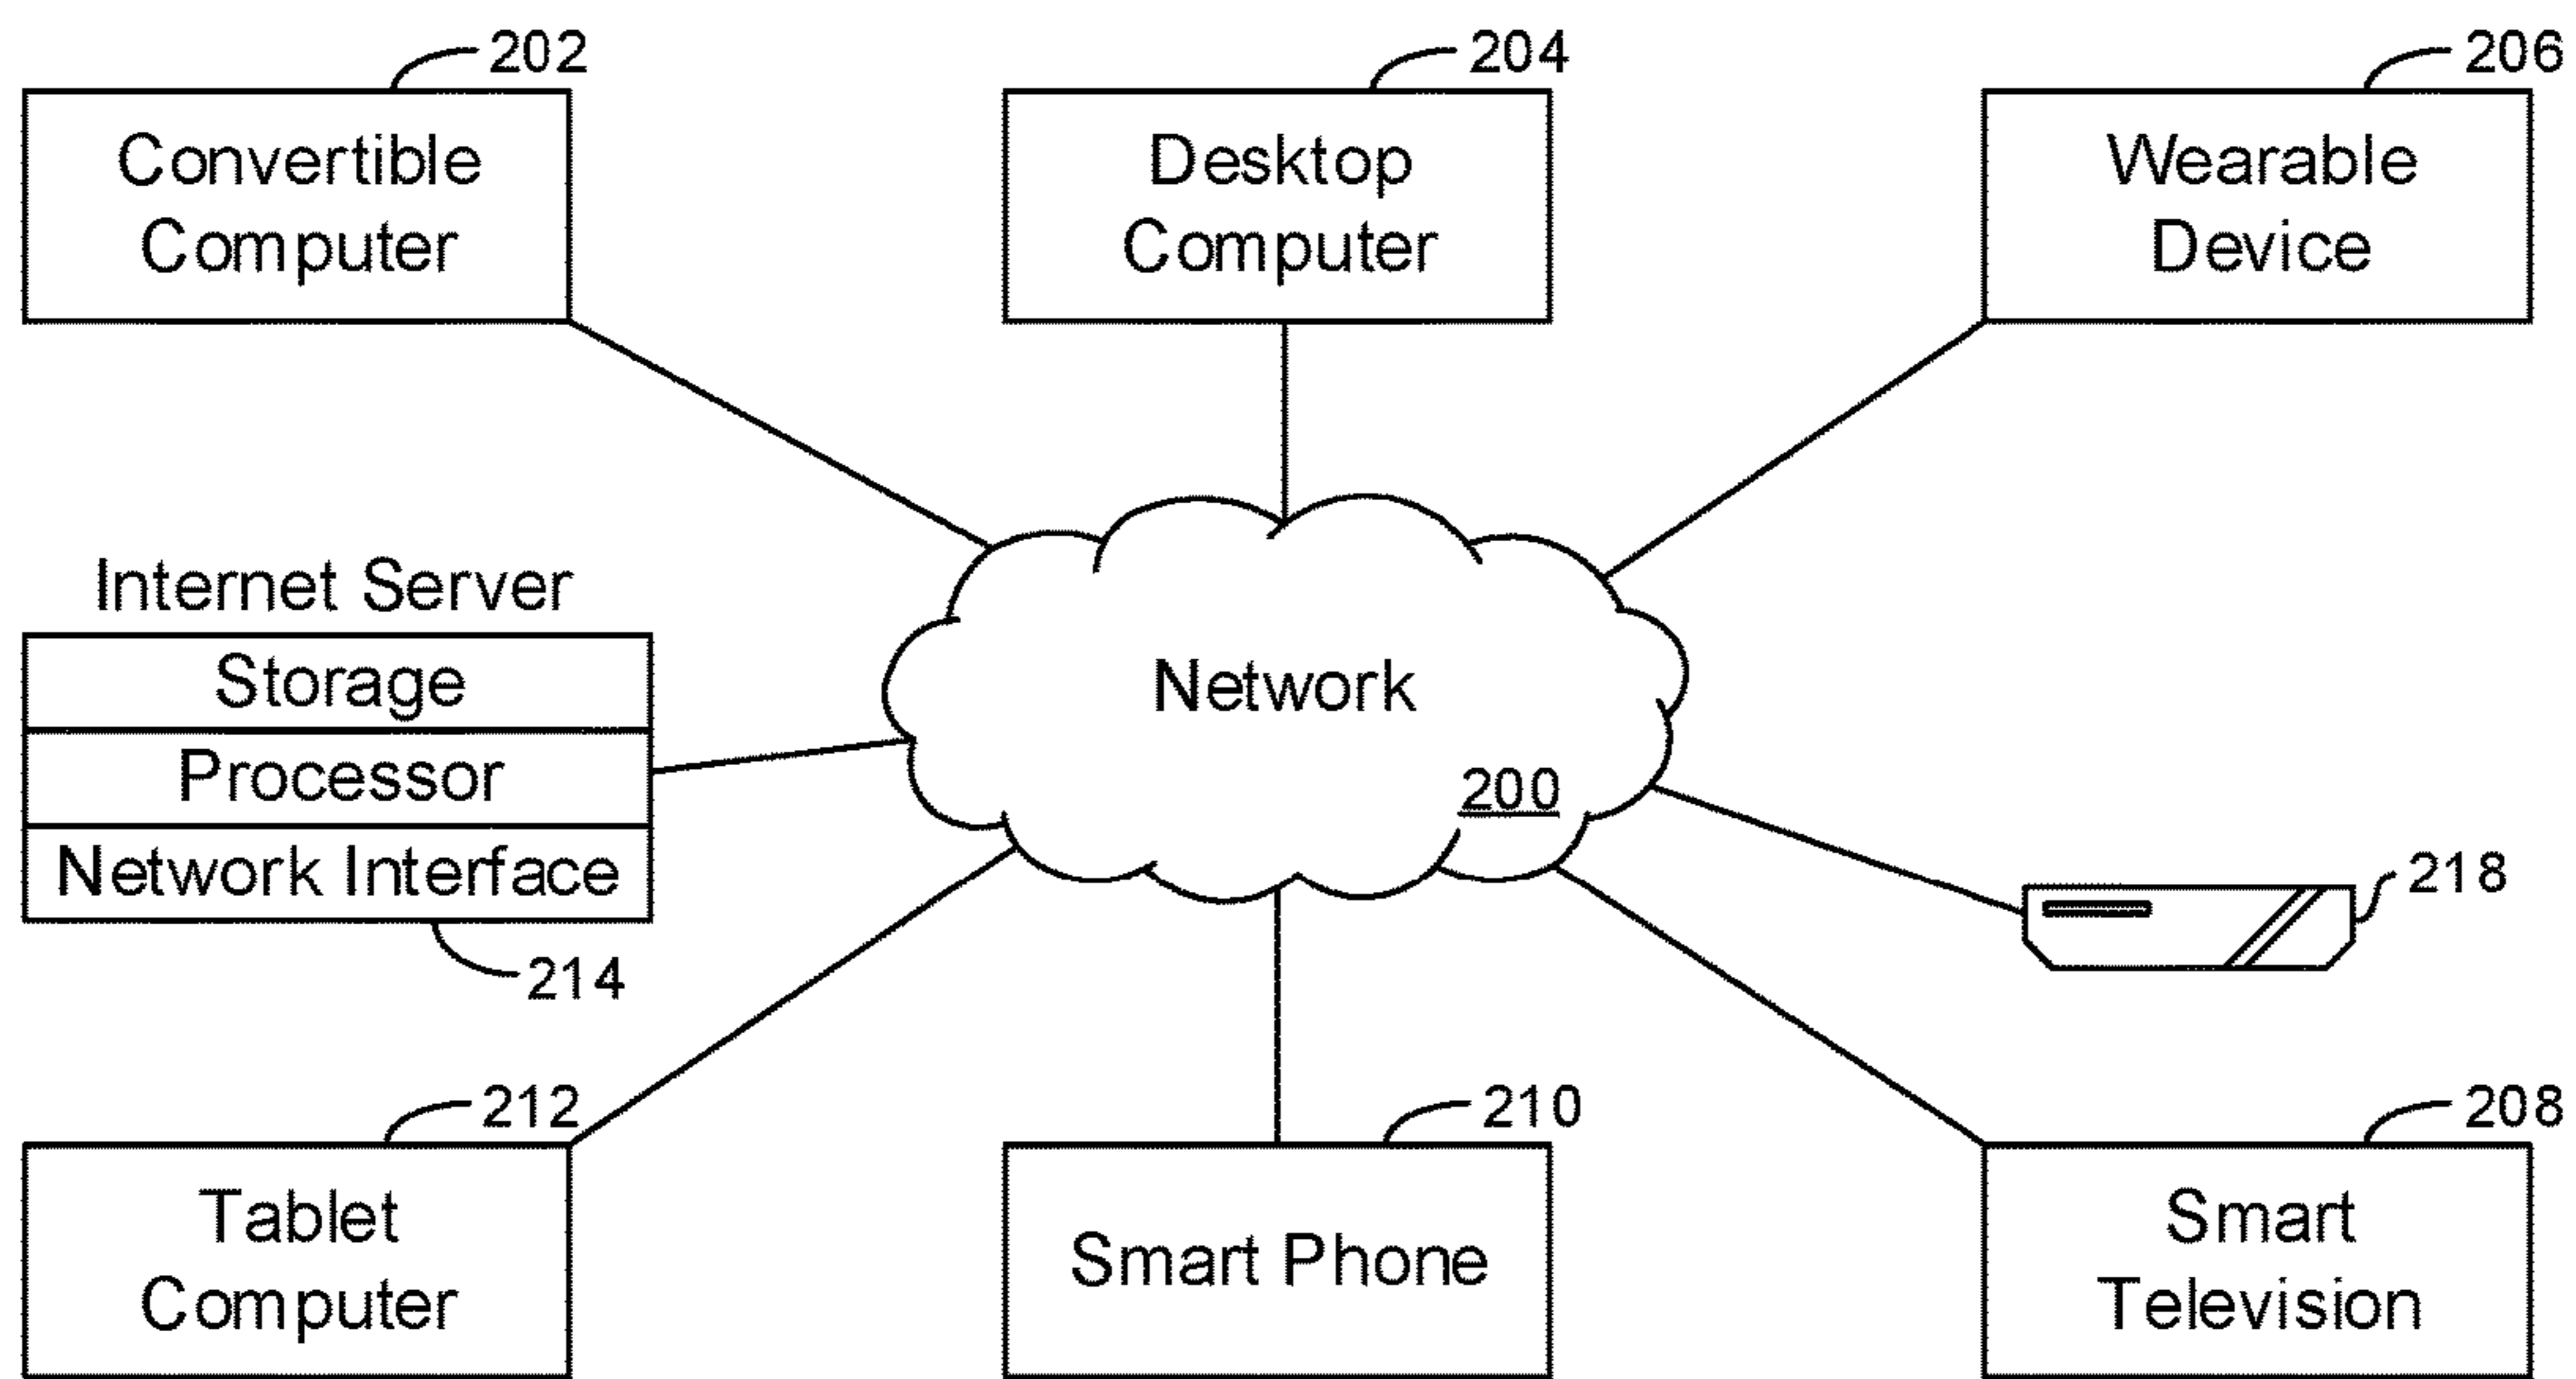 202
Convertible
Computer
204
Desktop
Computer
206
Wearable
Device
Internet Server
Storage
Processor
Network Interface
214
Network
200
218
212
Tablet
Computer
210
Smart Phone
208
Smart
Television